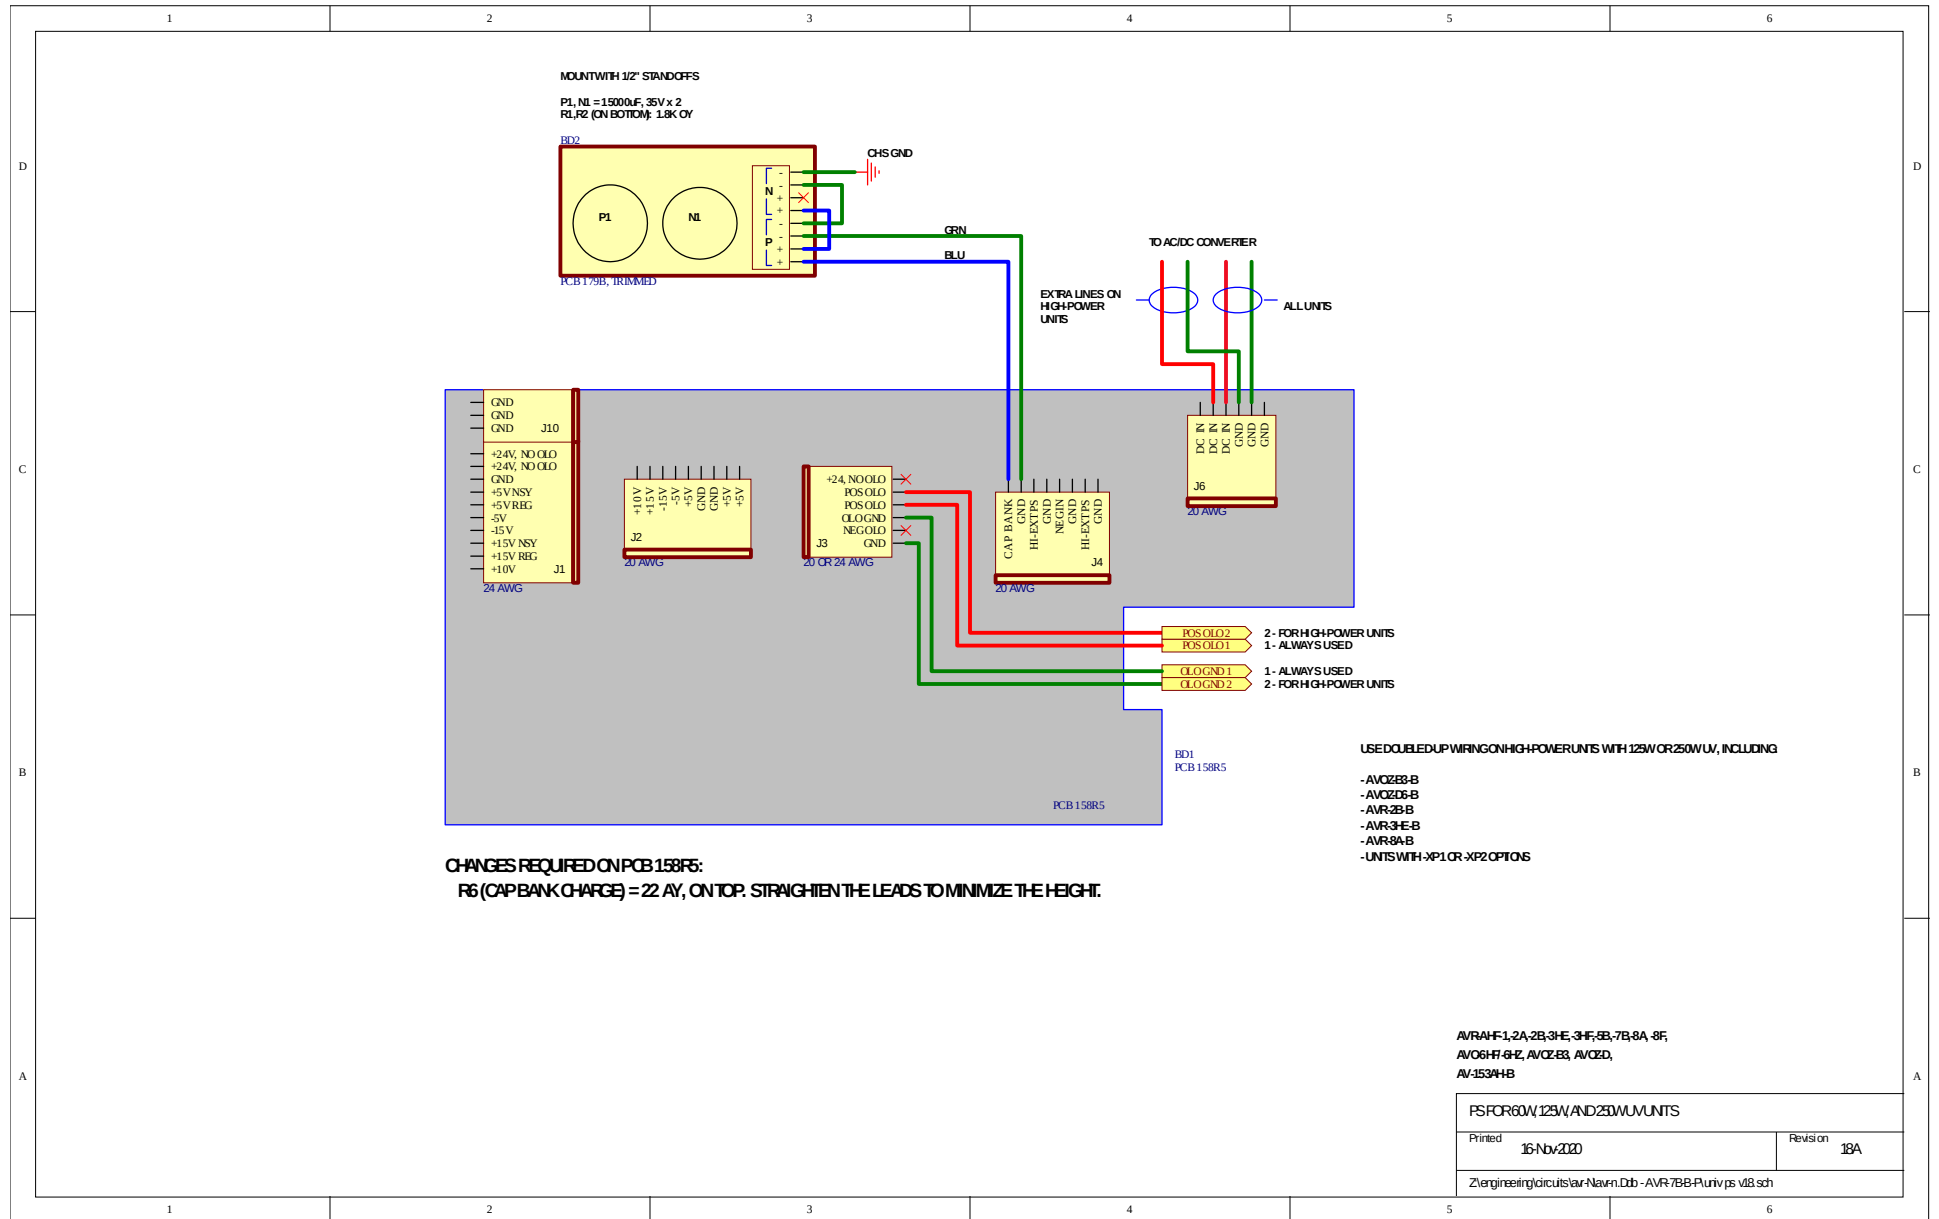 1 2 3 4 5 6
MOUNT WITH 1/2" STANDOFFS
P1, N1 = 15000uF, 35V x 2
R1,R2 (ON BOTTOM): 1.8K OY
BD2
D
D
CHS GND
P1
N1
N
P
-
-
+
+
-
-
+
+
GRN
BLU
PCB 179B, TRIMMED
TO AC/DC CONVERTER
EXTRA LINES ON
HIGH-POWER
UNITS
ALL UNITS
C
C
GND
GND
GND
J10
+24V, NO OLO
+24V, NO OLO
GND
+5V NSY
+5V REG
-5V
-15V
+15V NSY
+15V REG
+10V
J1
24 AWG
+10V
+15V
-15V
-5V
+5V
GND
GND
+5V
+5V
J2
20 AWG
+24, NO OLO
POS OLO
POS OLO
OLO GND
NEG OLO
GND
J3
20 OR 24 AWG
CAP BANK
GND
HI-EXT PS
GND
NEG IN
GND
HI-EXT PS
GND
J4
20 AWG
DC IN
DC IN
DC IN
GND
GND
GND
J6
20 AWG
POS OLO 2
2 - FOR HIGH-POWER UNITS
POS OLO 1
1 - ALWAYS USED
OLO GND 1
1 - ALWAYS USED
OLO GND 2
2 - FOR HIGH-POWER UNITS
B
B
BD1
PCB 158R5
PCB 158R5
USE DOUBLED-UP WIRING ON HIGH-POWER UNITS WITH 125W OR 250W UV, INCLUDING:
- AVOZ-B3-B
- AVOZ-D6-B
- AVR-2B-B
- AVR-3HE-B
- AVR-8A-B
- UNITS WITH -XP1 OR -XP2 OPTIONS
CHANGES REQUIRED ON PCB 158R5:
R6 (CAP BANK CHARGE) = 22 AY, ON TOP. STRAIGHTEN THE LEADS TO MINIMIZE THE HEIGHT.
A
A
AVR-AHF-1,-2A,-2B,-3HE,-3HF,-5B,-7B,-8A, -8F,
AVO-6HF/-6HZ, AVOZ-B3, AVOZ-D,
AV-153AH-B
PS FOR 60W, 125W, AND 250W UV UNITS
Printed
16-Nov-2020
Revision
18A
Z:\engineering\circuits\avr-N\avr-n.Ddb - AVR-7B-B-P\univ ps v18.sch
1 2 3 4 5 6